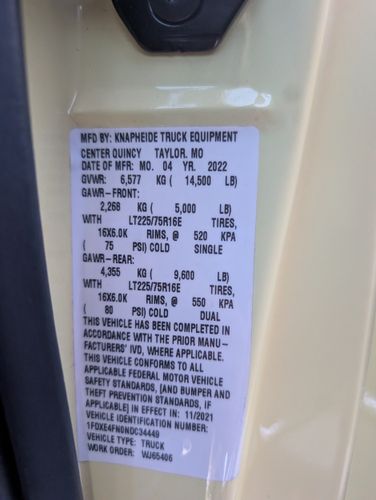 MFD BY: KNAPHEIDE TRUCK EQUIPMENT
CENTER QUINCY TAYLOR, MO
DATE OF MFR: MO. 04 YR. 2022
GVWR: 6,577 KG ( 14,500 LB)
GAWR-FRONT:
2,268 KG ( 5,000 LB)
WITH LT225/75R16E TIRES,
16X6.0K RIMS, @ 520 KPA
( 75 PSI) COLD SINGLE
GAWR-REAR:
4,355 KG ( 9,600 LB)
WITH LT225/75R16E TIRES,
16X6.0K RIMS, @ 550 KPA
( 80 PSI) COLD DUAL
THIS VEHICLE HAS BEEN COMPLETED IN
ACCORDANCE WITH THE PRIOR MANU-
FACTURERS' IVD, WHERE APPLICABLE.
THIS VEHICLE CONFORMS TO ALL
APPLICABLE FEDERAL MOTOR VEHICLE
SAFETY STANDARDS, [AND BUMPER AND
THEFT PREVENTION STANDARDS, IF
APPLICABLE] IN EFFECT IN: 11/2021
VEHICLE IDENTIFICATION NUMBER:
1FDXE4FN0NDC34449
VEHICLE TYPE: TRUCK
WORK ORDER: WJ65406